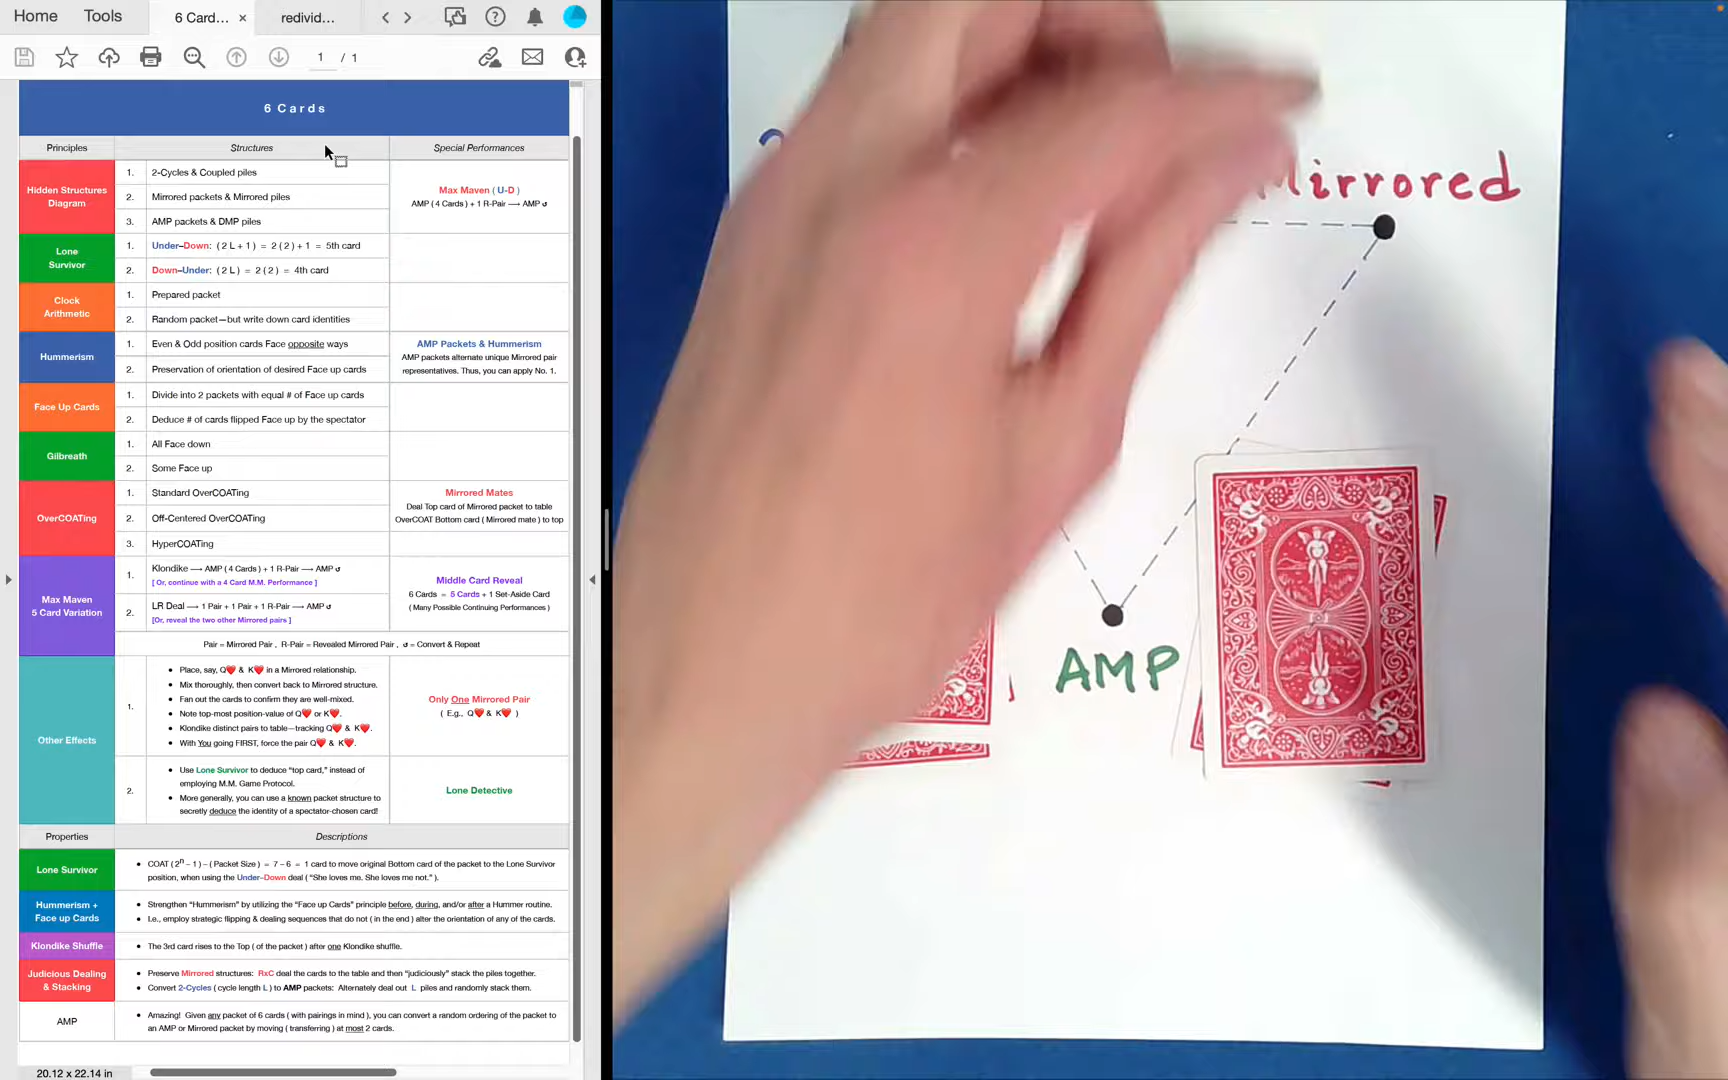 Home Tools 6 Card... × redivid...
1 / 1
6 Cards
Principles Structures Special Performances
Hidden Structures
Diagram
1. 2-Cycles & Coupled piles
2. Mirrored packets & Mirrored piles
3. AMP packets & DMP piles
Max Maven ( U-D )
AMP ( 4 Cards ) + 1 R-Pair → AMP ↺
Lone
Survivor
1. Under–Down: ( 2 L + 1 ) = 2 ( 2 ) + 1 = 5th card
2. Down–Under: ( 2 L ) = 2 ( 2 ) = 4th card
Clock
Arithmetic
1. Prepared packet
2. Random packet—but write down card identities
Hummerism
1. Even & Odd position cards Face opposite ways
2. Preservation of orientation of desired Face up cards
AMP Packets & Hummerism
AMP packets alternate unique Mirrored pair
representatives. Thus, you can apply No. 1.
Face Up Cards
1. Divide into 2 packets with equal # of Face up cards
2. Deduce # of cards flipped Face up by the spectator
Gilbreath
1. All Face down
2. Some Face up
OverCOATing
1. Standard OverCOATing
2. Off-Centered OverCOATing
3. HyperCOATing
Mirrored Mates
Deal Top card of Mirrored packet to table
OverCOAT Bottom card ( Mirrored mate ) to top
Max Maven
5 Card Variation
1. Klondike → AMP ( 4 Cards ) + 1 R-Pair → AMP ↺
[ Or, continue with a 4 Card M.M. Performance ]
2. LR Deal → 1 Pair + 1 Pair + 1 R-Pair → AMP ↺
[Or, reveal the two other Mirrored pairs ]
Middle Card Reveal
6 Cards = 5 Cards + 1 Set-Aside Card
( Many Possible Continuing Performances )
Pair = Mirrored Pair , R-Pair = Revealed Mirrored Pair , ↺ = Convert & Repeat
Other Effects
1.
• Place, say, Q♥ & K♥ in a Mirrored relationship.
• Mix thoroughly, then convert back to Mirrored structure.
• Fan out the cards to confirm they are well-mixed.
• Note top-most position-value of Q♥ or K♥.
• Klondike distinct pairs to table—tracking Q♥ & K♥.
• With You going FIRST, force the pair Q♥ & K♥.
Only One Mirrored Pair
( E.g., Q♥ & K♥ )
2.
• Use Lone Survivor to deduce “top card,” instead of
employing M.M. Game Protocol.
• More generally, you can use a known packet structure to
secretly deduce the identity of a spectator-chosen card!
Lone Detective
Properties Descriptions
Lone Survivor
• COAT ( 2ⁿ – 1 ) – ( Packet Size ) = 7 – 6 = 1 card to move original Bottom card of the packet to the Lone Survivor
position, when using the Under–Down deal ( “She loves me. She loves me not.” ).
Hummerism +
Face up Cards
• Strengthen “Hummerism” by utilizing the “Face up Cards” principle before, during, and/or after a Hummer routine.
• I.e., employ strategic flipping & dealing sequences that do not ( in the end ) alter the orientation of any of the cards.
Klondike Shuffle
• The 3rd card rises to the Top ( of the packet ) after one Klondike shuffle.
Judicious Dealing
& Stacking
• Preserve Mirrored structures: RxC deal the cards to the table and then “judiciously” stack the piles together.
• Convert 2-Cycles ( cycle length L ) to AMP packets: Alternately deal out L piles and randomly stack them.
AMP
• Amazing! Given any packet of 6 cards ( with pairings in mind ), you can convert a random ordering of the packet to
an AMP or Mirrored packet by moving ( transferring ) at most 2 cards.
20.12 x 22.14 in
Mirrored
AMP